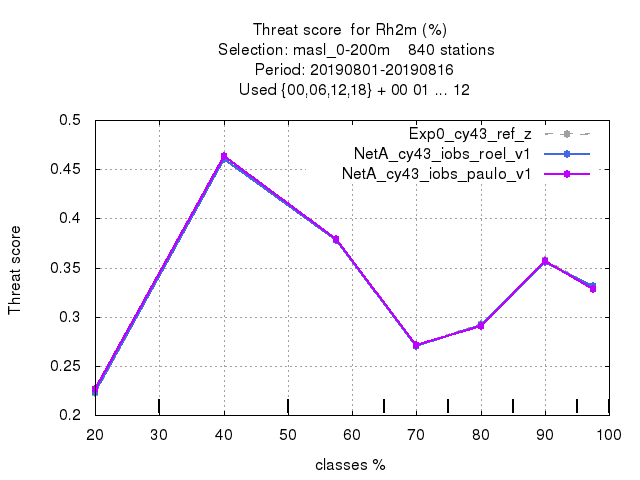 Threat score for Rh2m (%)
Selection: masl_0-200m 840 stations
Period: 20190801-20190816
Used {00,06,12,18} + 00 01 ... 12
0.5
0.45
0.4
0.35
0.3
0.25
0.2
Threat score
Exp0_cy43_ref_z
NetA_cy43_iobs_roel_v1
NetA_cy43_iobs_paulo_v1
20 30 40 50 60 70 80 90 100
classes %